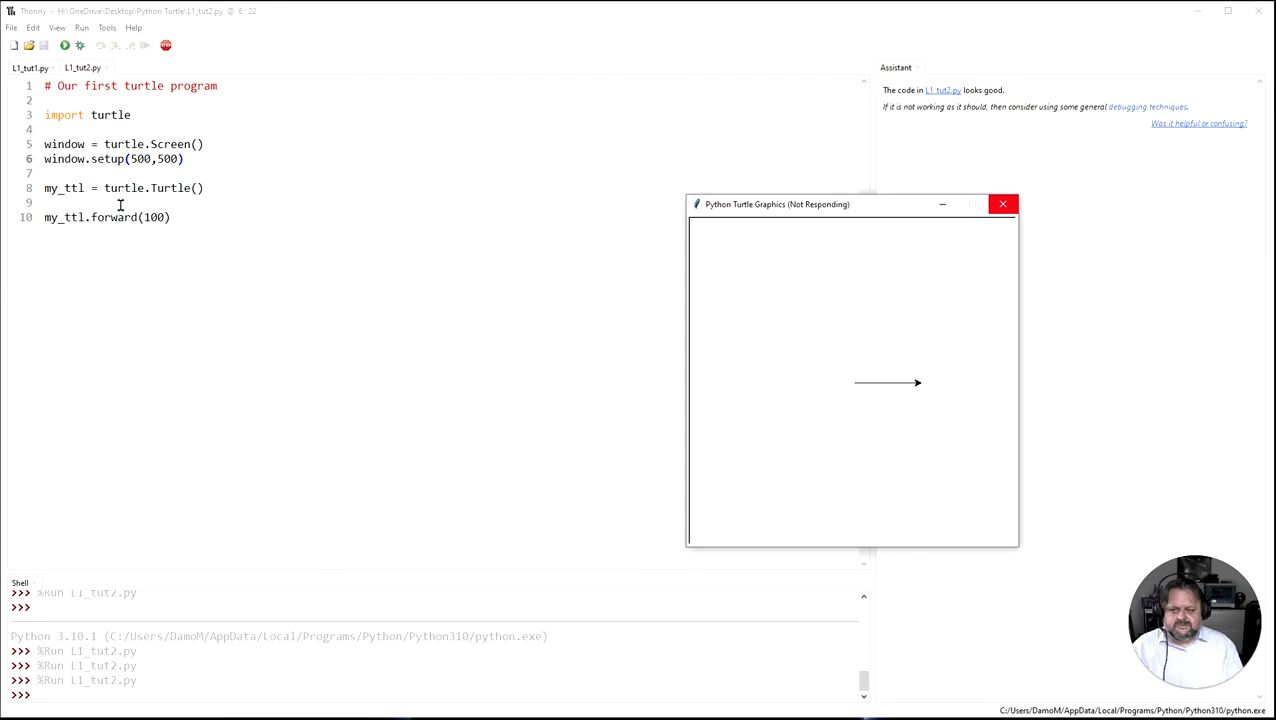 Thonny - H:\OneDrive\Desktop\Python Turtle\L1_tut2.py @ 6 : 22
File Edit View Run Tools Help
STOP
L1_tut1.py
L1_tut2.py
1 # Our first turtle program
2
3 import turtle
4
5 window = turtle.Screen()
6 window.setup(500,500)
7
8 my_ttl = turtle.Turtle()
9
10 my_ttl.forward(100)
Assistant
The code in L1_tut2.py looks good.
If it is not working as it should, then consider using some general debugging techniques.
Was it helpful or confusing?
Python Turtle Graphics (Not Responding)
Shell
>>> %Run L1_tut2.py
>>>
Python 3.10.1 (C:/Users/DamoM/AppData/Local/Programs/Python/Python310/python.exe)
>>> %Run L1_tut2.py
>>> %Run L1_tut2.py
>>> %Run L1_tut2.py
>>>
C:/Users/DamoM/AppData/Local/Programs/Python/Python310/python.exe